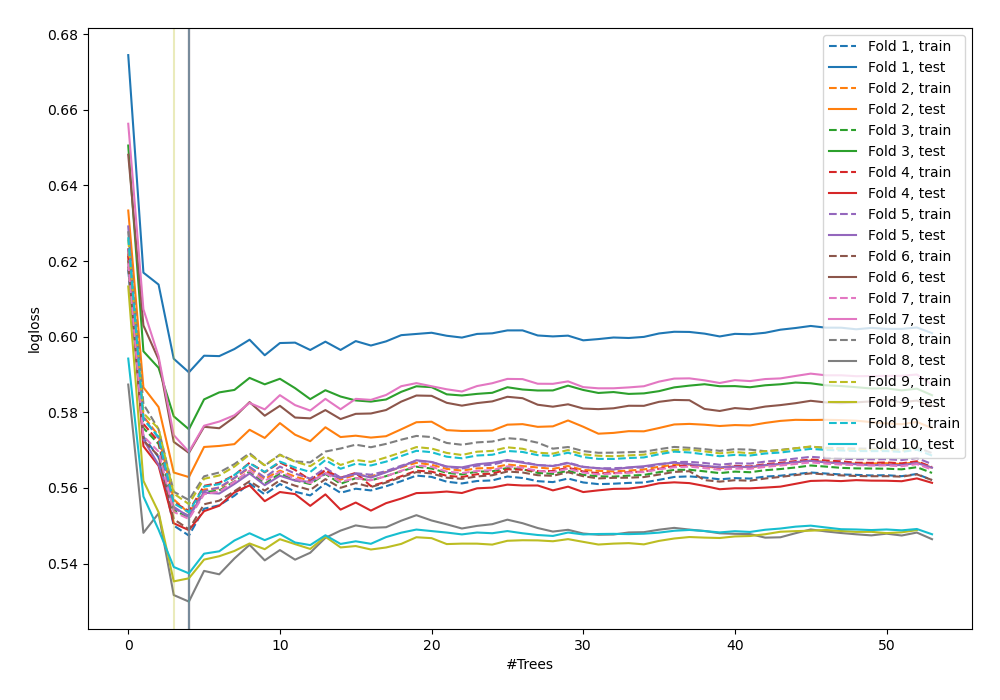 0.68
0.66
0.64
0.62
0.60
0.58
0.56
0.54
logloss
0
10
20
30
40
50
#Trees
Fold 1, train
Fold 1, test
Fold 2, train
Fold 2, test
Fold 3, train
Fold 3, test
Fold 4, train
Fold 4, test
Fold 5, train
Fold 5, test
Fold 6, train
Fold 6, test
Fold 7, train
Fold 7, test
Fold 8, train
Fold 8, test
Fold 9, train
Fold 9, test
Fold 10, train
Fold 10, test